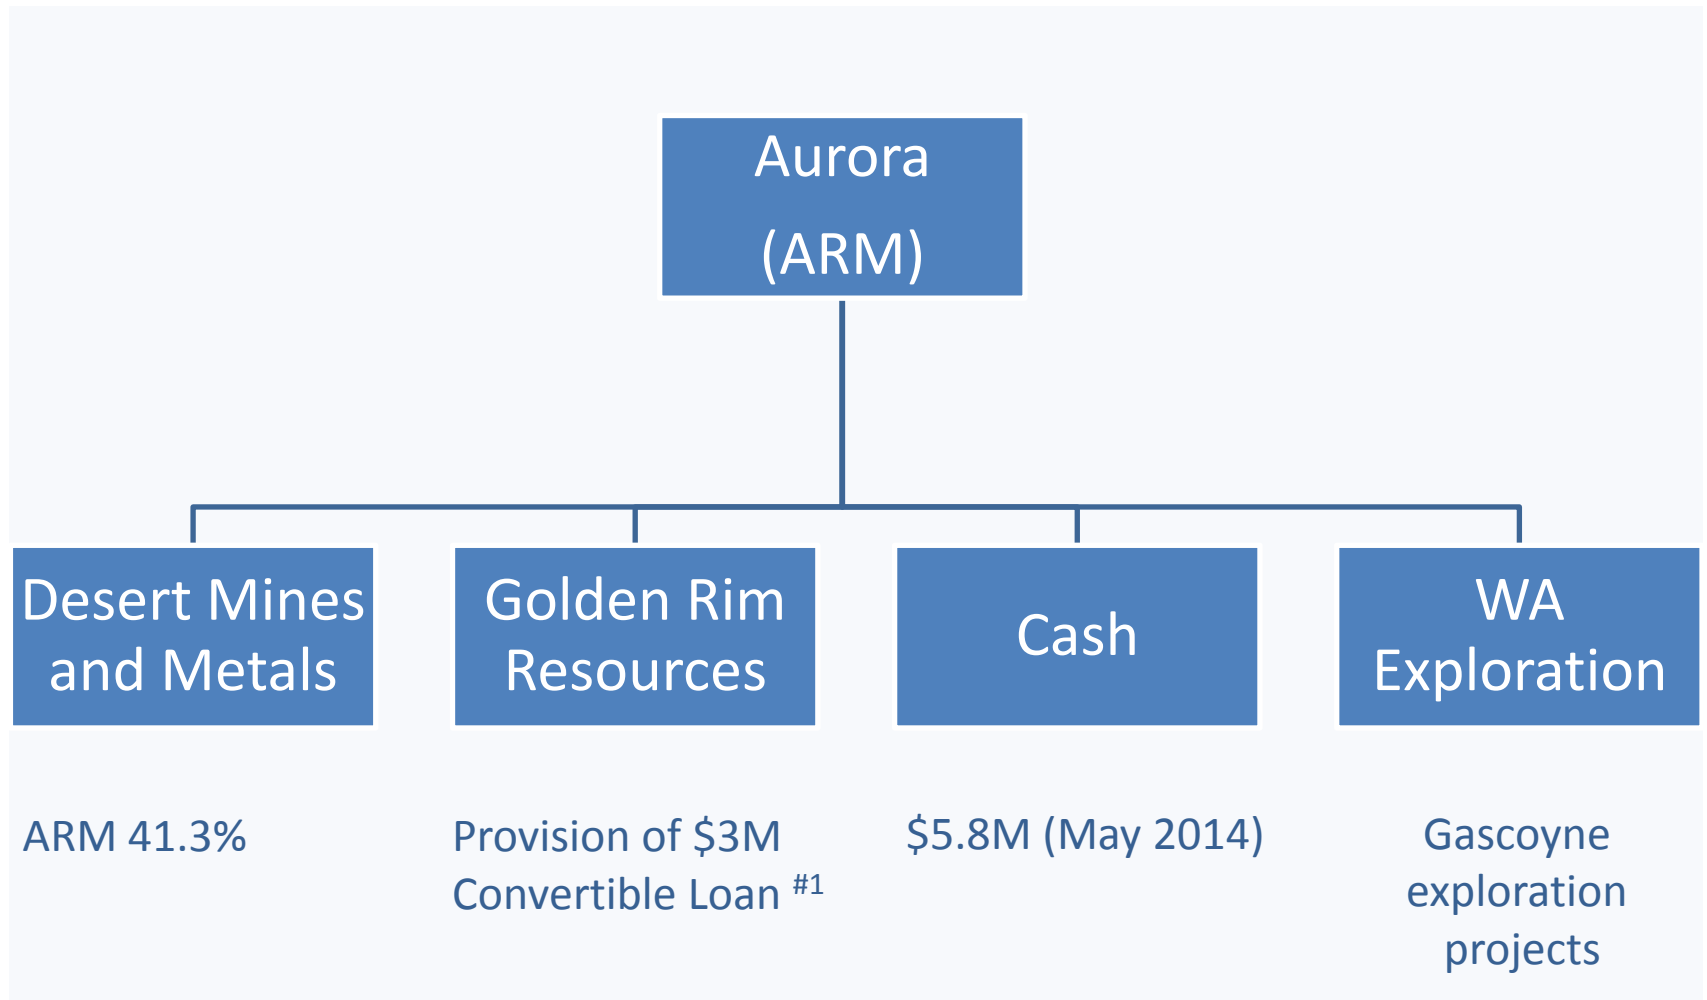 Aurora
(ARM)
Desert Mines
and Metals
Golden Rim
Resources
Cash
WA
Exploration
ARM 41.3%
Provision of $3M
Convertible Loan #1
$5.8M (May 2014)
Gascoyne
exploration
projects